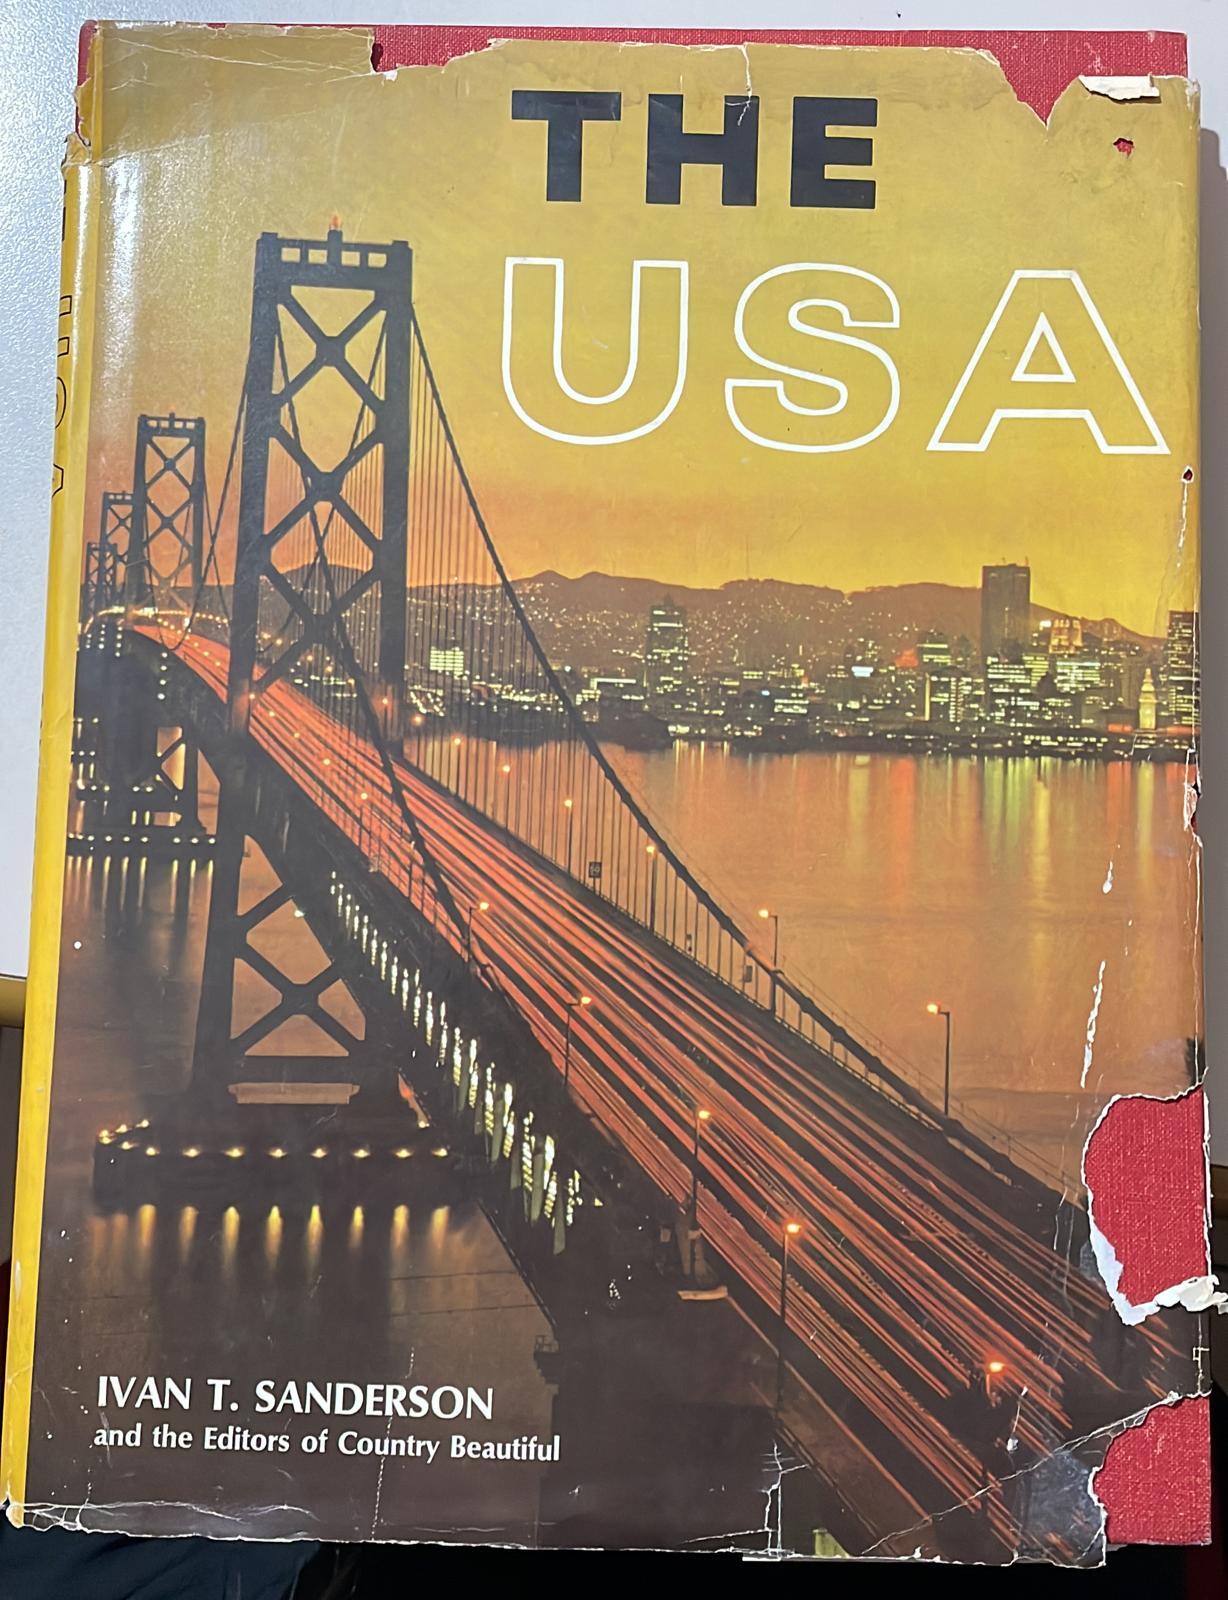 THE
USA
IVAN T. SANDERSON
and the Editors of Country Beautiful